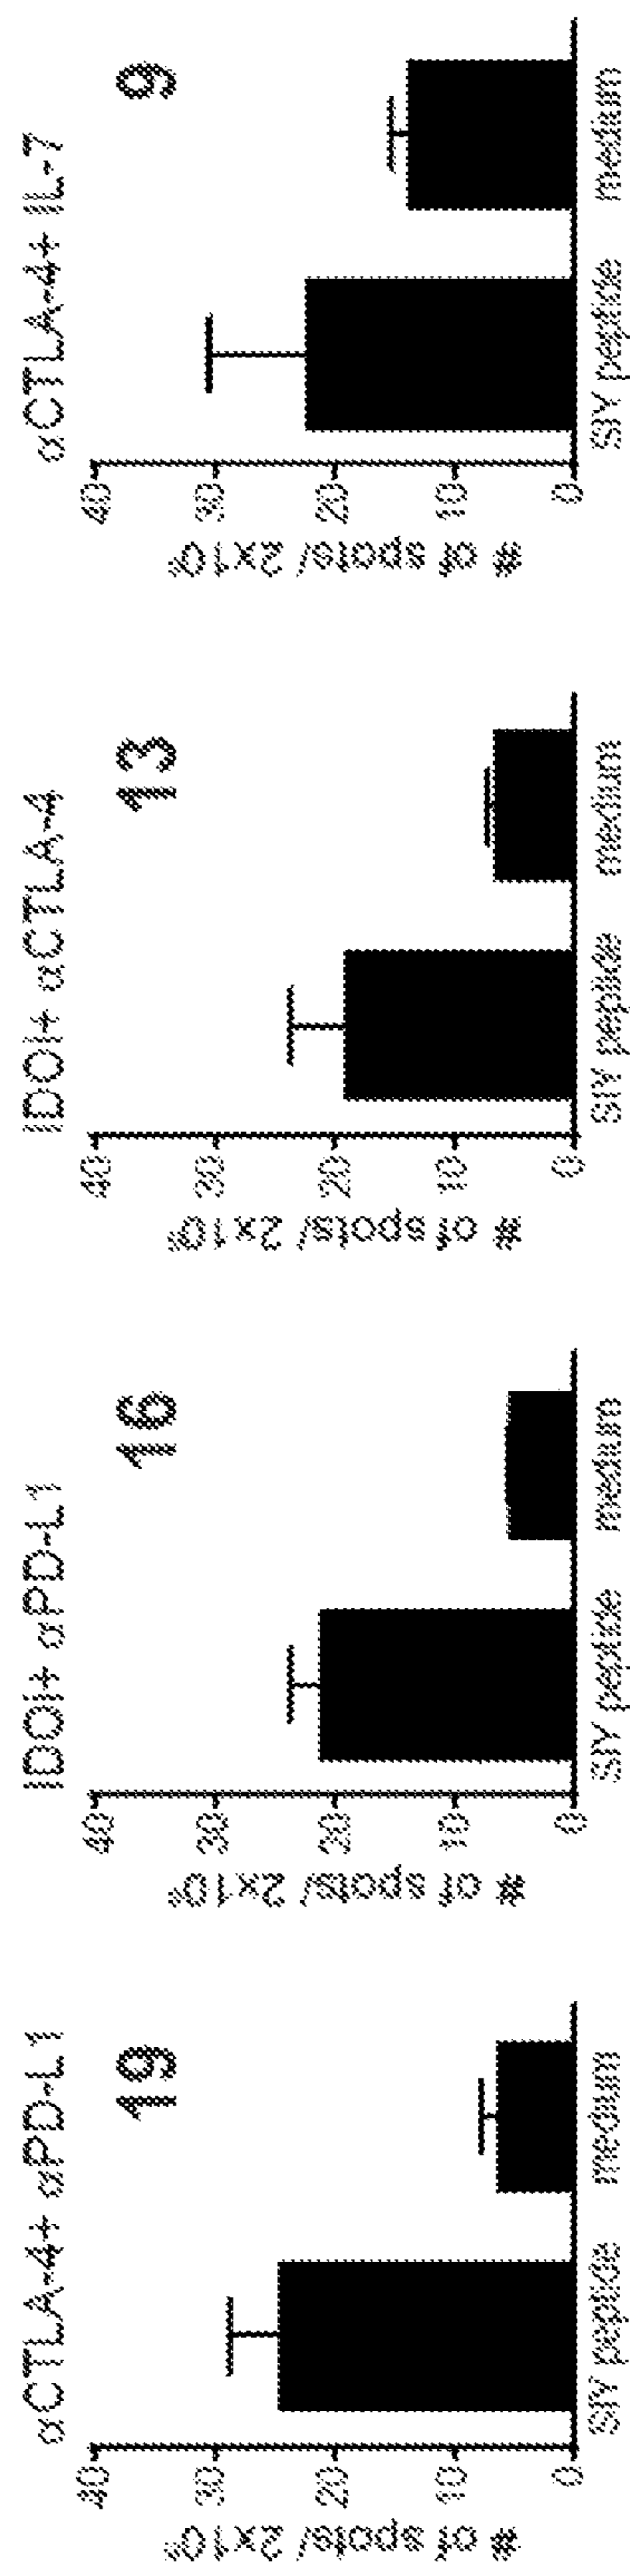 αCTLA-4+ αPD-L1
19
# of spots/ 2x10⁶
40
30
20
10
0
SIY peptide
medium
IDOi+ αPD-L1
16
# of spots/ 2x10⁶
40
30
20
10
0
SIY peptide
medium
IDOi+ αCTLA-4
13
# of spots/ 2x10⁶
40
30
20
10
0
SIY peptide
medium
αCTLA-4+ IL-7
9
# of spots/ 2x10⁶
40
30
20
10
0
SIY peptide
medium